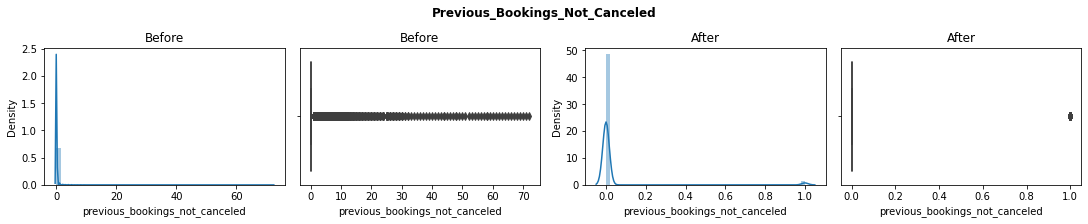 Previous_Bookings_Not_Canceled
Before
Before
After
After
Density
2.5
2.0
1.5
1.0
0.5
0.0
0 20 40 60
previous_bookings_not_canceled
0 10 20 30 40 50 60 70
previous_bookings_not_canceled
Density
50
40
30
20
10
0
0.0 0.2 0.4 0.6 0.8 1.0
previous_bookings_not_canceled
0.0 0.2 0.4 0.6 0.8 1.0
previous_bookings_not_canceled